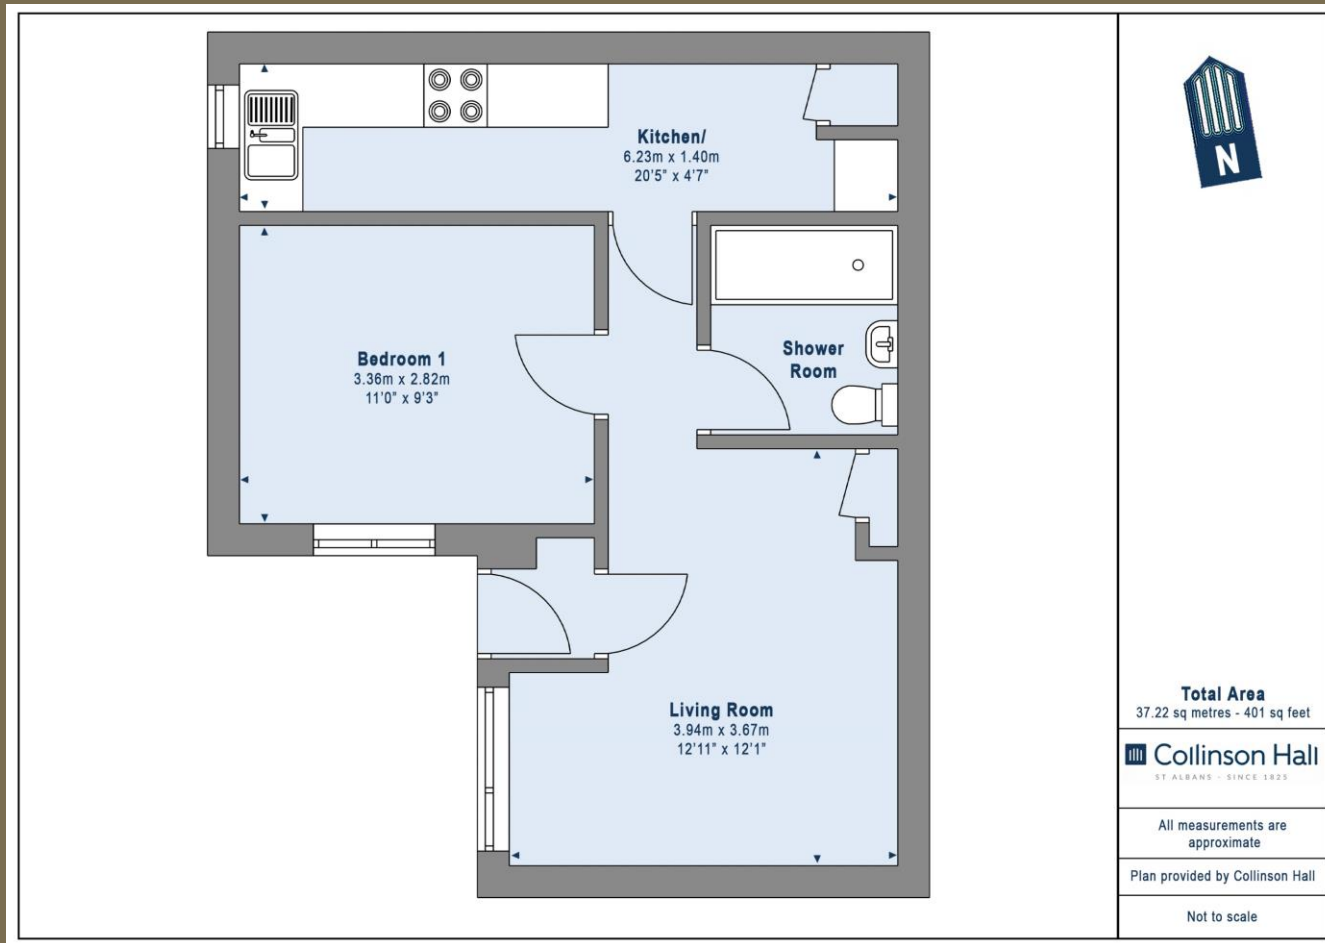 Kitchen/
6.23m x 1.40m
20'5" x 4'7"
Bedroom 1
3.36m x 2.82m
11'0" x 9'3"
Shower
Room
Living Room
3.94m x 3.67m
12'11" x 12'1"
N
Total Area
37.22 sq metres - 401 sq feet
Collinson Hall
ST ALBANS - SINCE 1825
All measurements are
approximate
Plan provided by Collinson Hall
Not to scale